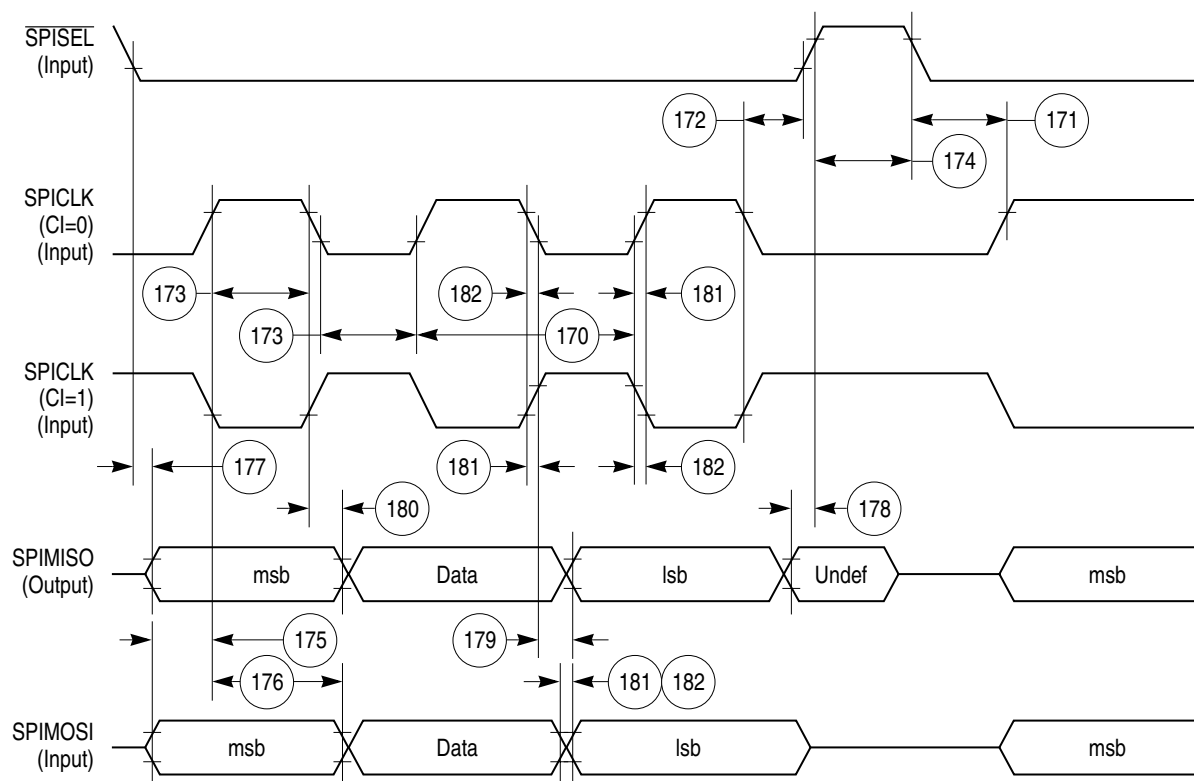 SPISEL
(Input)
172
171
174
SPICLK
(CI=0)
(Input)
173
182
181
173
170
SPICLK
(CI=1)
(Input)
177
181
182
180
178
SPIMISO
(Output)
msb
Data
lsb
Undef
msb
175
179
176
181
182
SPIMOSI
(Input)
msb
Data
lsb
msb